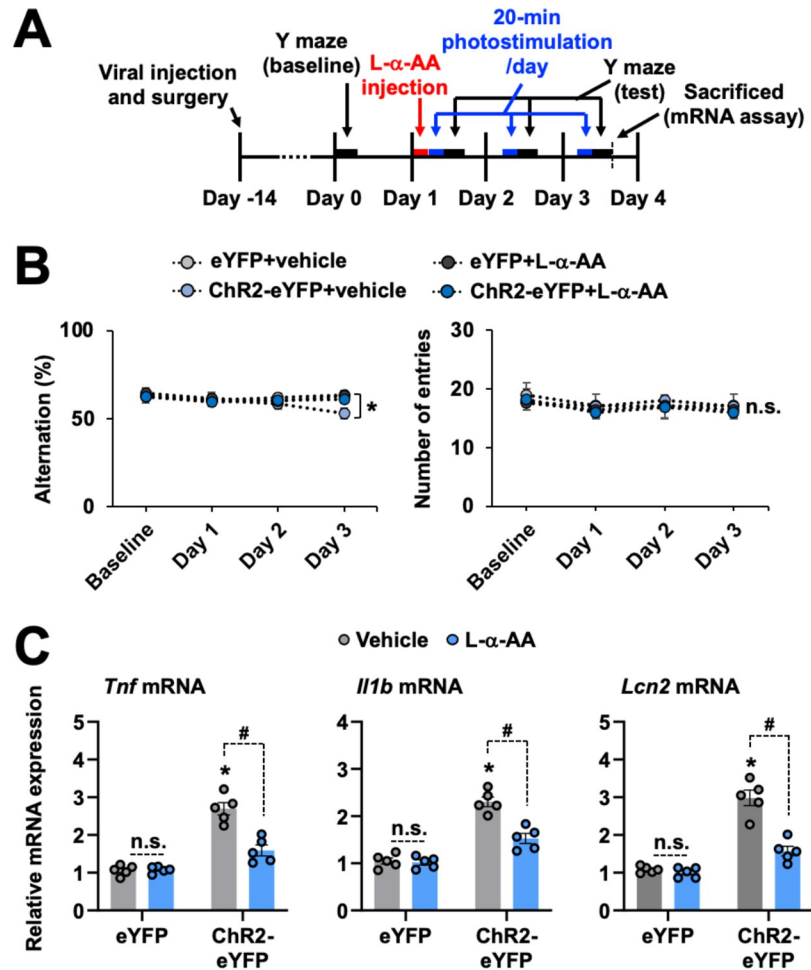 A
Viral injection
and surgery
Y maze
(baseline)
L-α-AA
injection
20-min
photostimulation
/day
Y maze
(test)
Sacrificed
(mRNA assay)
Day -14
Day 0
Day 1
Day 2
Day 3
Day 4
B
eYFP+vehicle
eYFP+L-α-AA
ChR2-eYFP+vehicle
ChR2-eYFP+L-α-AA
Alternation (%)
100
50
0
*
Baseline
Day 1
Day 2
Day 3
Number of entries
30
20
10
0
n.s.
Baseline
Day 1
Day 2
Day 3
C
Vehicle
L-α-AA
Relative mRNA expression
Tnf mRNA
5
4
3
2
1
0
n.s.
*
#
eYFP
ChR2-
eYFP
Il1b mRNA
4
3
2
1
0
n.s.
*
#
eYFP
ChR2-
eYFP
Lcn2 mRNA
5
4
3
2
1
0
n.s.
*
#
eYFP
ChR2-
eYFP